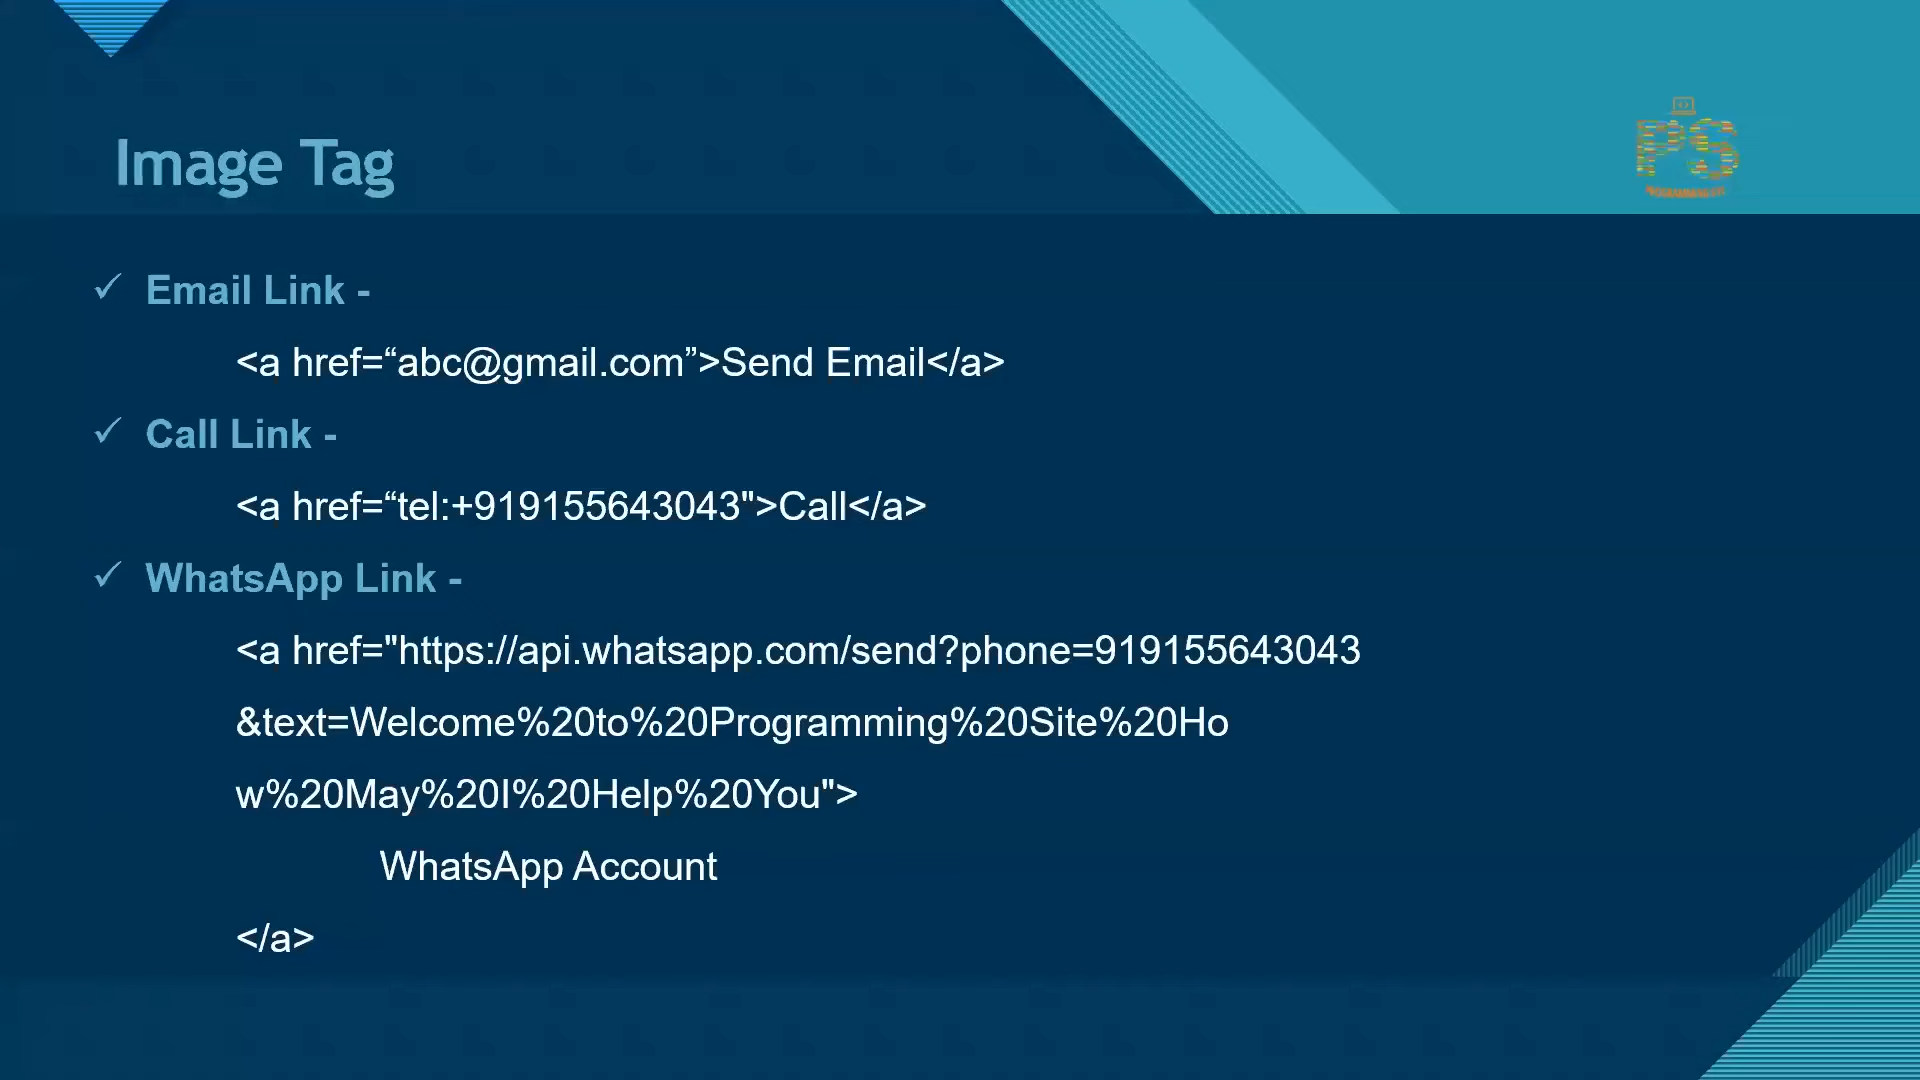 PS
Image Tag
✓ Email Link -
<a href=“abc@gmail.com”>Send Email</a>
✓ Call Link -
<a href=“tel:+919155643043">Call</a>
✓ WhatsApp Link -
<a href="https://api.whatsapp.com/send?phone=919155643043
&text=Welcome%20to%20Programming%20Site%20Ho
w%20May%20I%20Help%20You">
WhatsApp Account
</a>